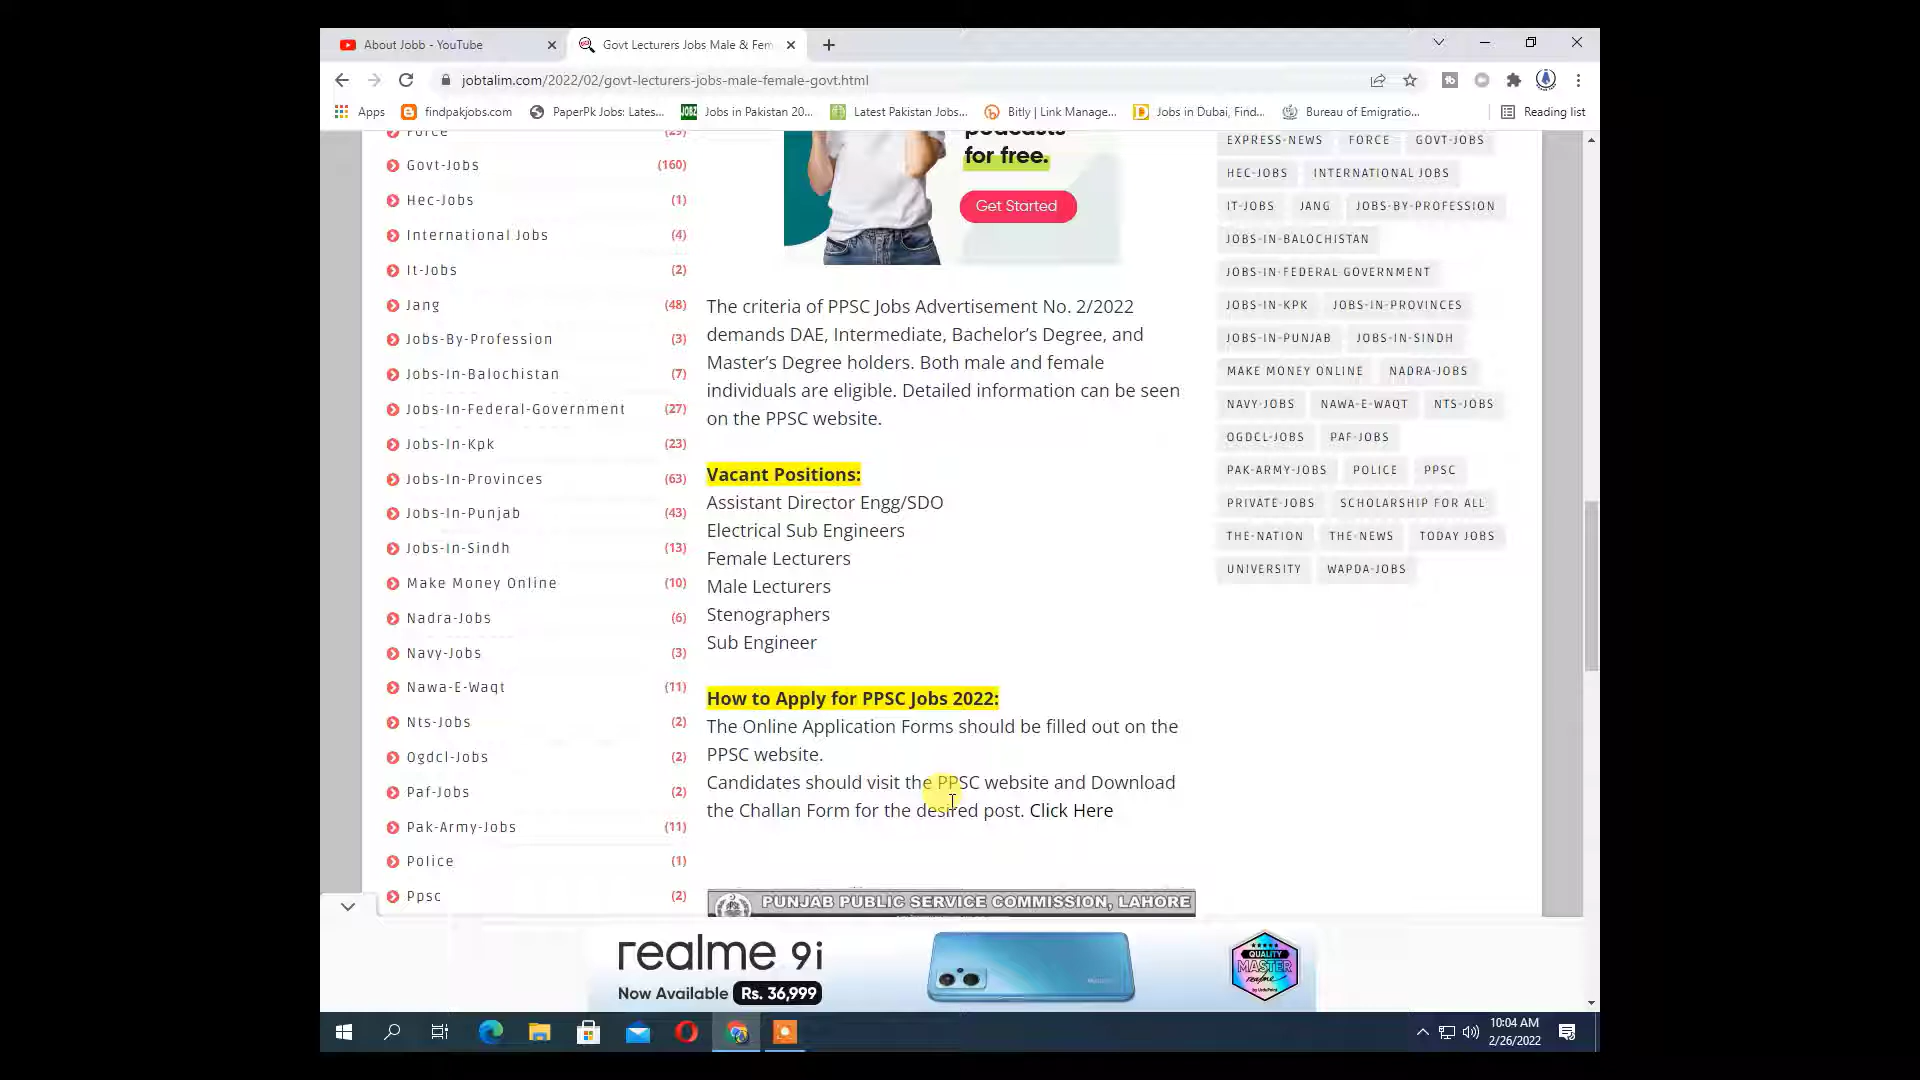 About Jobb - YouTube
Govt Lecturers Jobs Male & Fem
jobtalim.com/2022/02/govt-lecturers-jobs-male-female-govt.html
Apps
findpakjobs.com
PaperPk Jobs: Lates...
JOBZ
Jobs in Pakistan 20...
Latest Pakistan Jobs...
Bitly | Link Manage...
Jobs in Dubai, Find...
Bureau of Emigratio...
Reading list
Force (29)
Govt-Jobs (160)
Hec-Jobs (1)
International Jobs (4)
It-Jobs (2)
Jang (48)
Jobs-By-Profession (3)
Jobs-In-Balochistan (7)
Jobs-In-Federal-Government (27)
Jobs-In-Kpk (23)
Jobs-In-Provinces (63)
Jobs-In-Punjab (43)
Jobs-In-Sindh (13)
Make Money Online (10)
Nadra-Jobs (6)
Navy-Jobs (3)
Nawa-E-Waqt (11)
Nts-Jobs (2)
Ogdcl-Jobs (2)
Paf-Jobs (2)
Pak-Army-Jobs (11)
Police (1)
Ppsc (2)
podcasts
for free.
Get Started
The criteria of PPSC Jobs Advertisement No. 2/2022
demands DAE, Intermediate, Bachelor's Degree, and
Master's Degree holders. Both male and female
individuals are eligible. Detailed information can be seen
on the PPSC website.
Vacant Positions:
Assistant Director Engg/SDO
Electrical Sub Engineers
Female Lecturers
Male Lecturers
Stenographers
Sub Engineer
How to Apply for PPSC Jobs 2022:
The Online Application Forms should be filled out on the
PPSC website.
Candidates should visit the PPSC website and Download
the Challan Form for the desired post. Click Here
PUNJAB PUBLIC SERVICE COMMISSION, LAHORE
EXPRESS-NEWS FORCE GOVT-JOBS
HEC-JOBS INTERNATIONAL JOBS
IT-JOBS JANG JOBS-BY-PROFESSION
JOBS-IN-BALOCHISTAN
JOBS-IN-FEDERAL GOVERNMENT
JOBS-IN-KPK JOBS-IN-PROVINCES
JOBS-IN-PUNJAB JOBS-IN-SINDH
MAKE MONEY ONLINE NADRA-JOBS
NAVY-JOBS NAWA-E-WAQT NTS-JOBS
OGDCL-JOBS PAF-JOBS
PAK-ARMY-JOBS POLICE PPSC
PRIVATE-JOBS SCHOLARSHIP FOR ALL
THE-NATION THE-NEWS TODAY JOBS
UNIVERSITY WAPDA-JOBS
realme 9i
Now Available Rs. 36,999
QUALITY
MASTER
realme
10:04 AM
2/26/2022